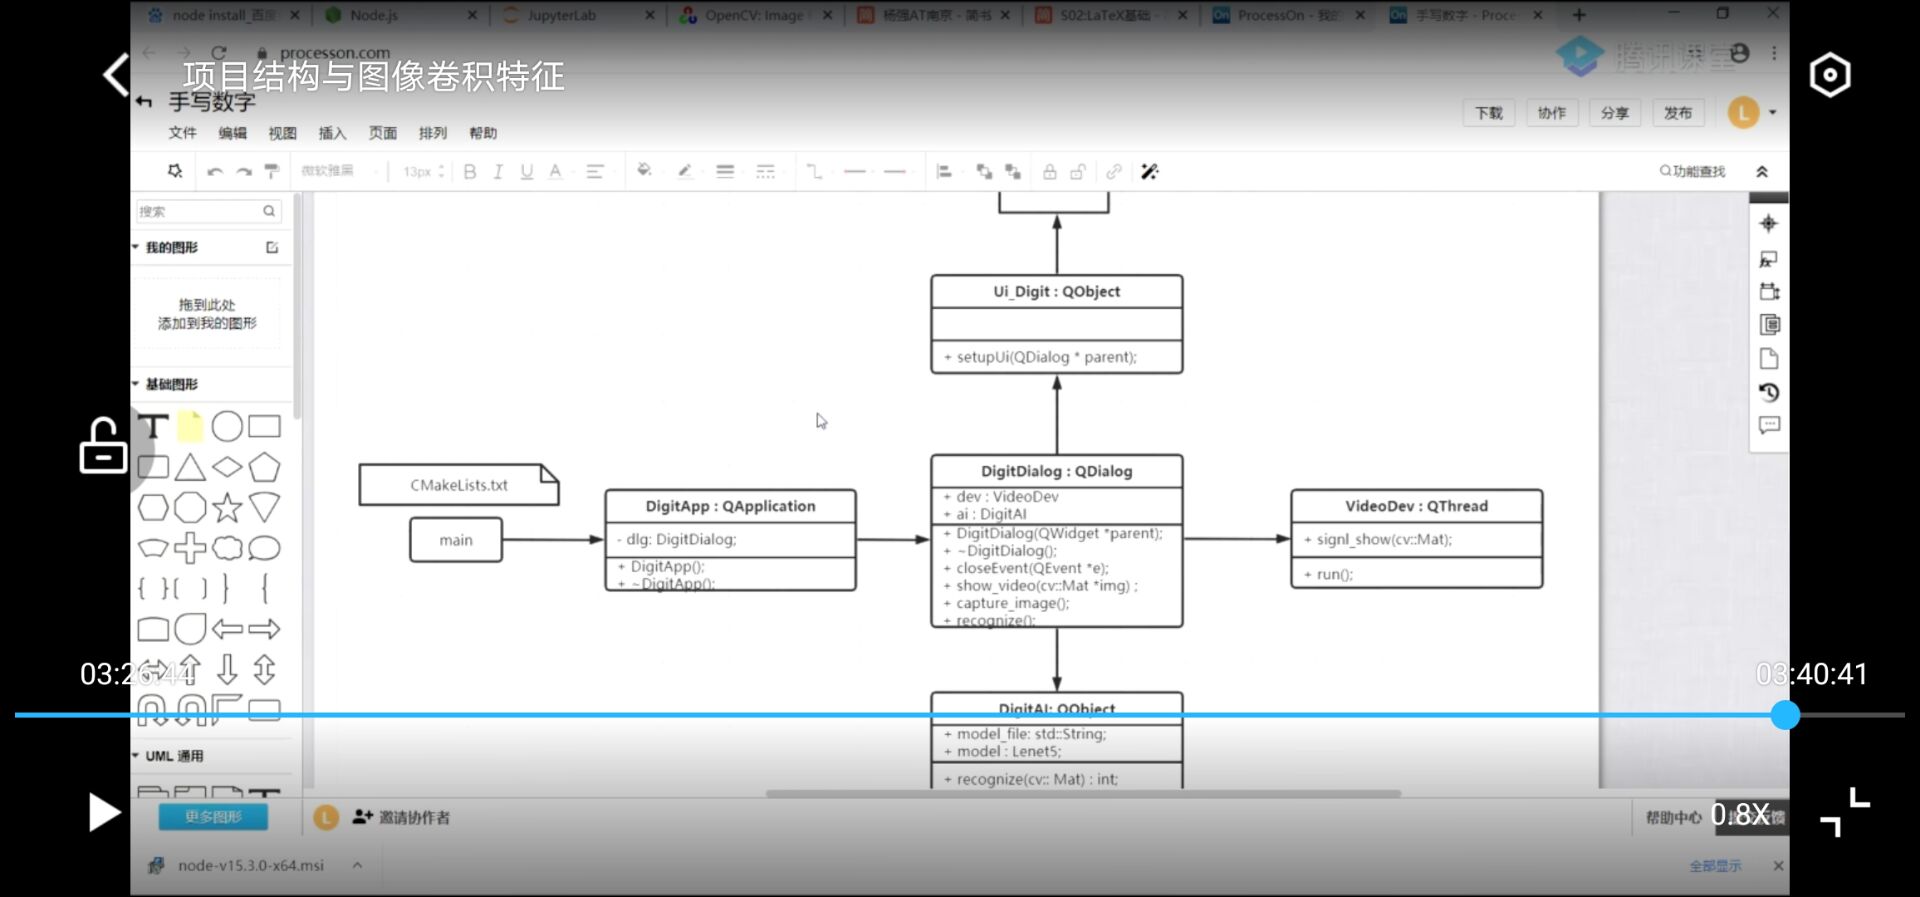 node install_百度
Node.js
JupyterLab
OpenCV: Image
杨强AT南京 - 简书
S02:LaTeX基础 -
ProcessOn - 我的
手写数字 - Proce
processon.com
腾讯课堂
项目结构与图像卷积特征
手写数字
下载
协作
分享
发布
L
文件 编辑 视图 插入 页面 排列 帮助
微软雅黑
13px
B I U A
功能查找
搜索
我的图形
拖到此处
添加到我的图形
基础图形
T
Ui_Digit : QObject
+ setupUi(QDialog * parent);
CMakeLists.txt
main
DigitApp : QApplication
- dlg: DigitDialog;
+ DigitApp();
+ ~DigitApp();
DigitDialog : QDialog
+ dev : VideoDev
+ ai : DigitAI
+ DigitDialog(QWidget *parent);
+ ~DigitDialog();
+ closeEvent(QEvent *e);
+ show_video(cv::Mat *img) ;
+ capture_image();
+ recognize();
VideoDev : QThread
+ signl_show(cv::Mat);
+ run();
DigitAI: QObject
+ model_file: std::String;
+ model : Lenet5;
+ recognize(cv:: Mat) : int;
03:26:44
03:40:41
UML 通用
更多图形
L
邀请协作者
帮助中心
0.8X
node-v15.3.0-x64.msi
全部显示